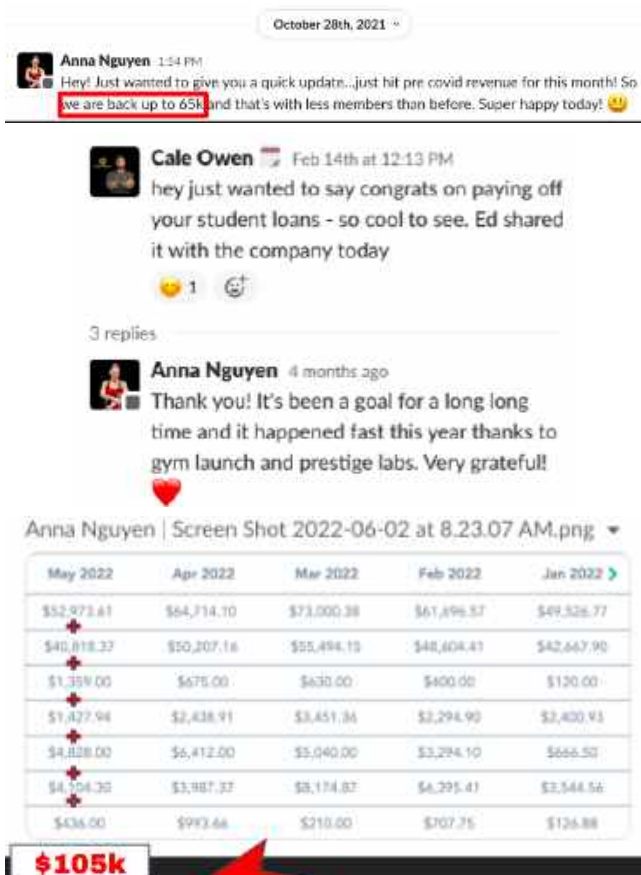 October 28th, 2021
Anna Nguyen 1:54 PM
Hey! Just wanted to give you a quick update...just hit pre covid revenue for this month! So
we are back up to 65k and that's with less members than before. Super happy today! 😃
Cale Owen Feb 14th at 12:13 PM
hey just wanted to say congrats on paying off
your student loans - so cool to see. Ed shared
it with the company today
1
3 replies
Anna Nguyen 4 months ago
Thank you! It's been a goal for a long long
time and it happened fast this year thanks to
gym launch and prestige labs. Very grateful!
❤️
Anna Nguyen | Screen Shot 2022-06-02 at 8.23.07 AM.png
May 2022 Apr 2022 Mar 2022 Feb 2022 Jan 2022
$52,973.61 $64,714.10 $73,000.38 $61,696.57 $49,526.77
$40,818.37 $50,207.16 $55,494.15 $48,604.41 $42,667.90
$1,359.00 $675.00 $630.00 $400.00 $120.00
$1,427.94 $2,438.91 $3,451.36 $2,294.90 $2,400.93
$4,828.00 $6,412.00 $5,040.00 $3,294.10 $666.50
$4,104.30 $3,987.37 $8,174.87 $6,395.41 $3,544.56
$436.00 $993.66 $210.00 $707.75 $126.88
$105k